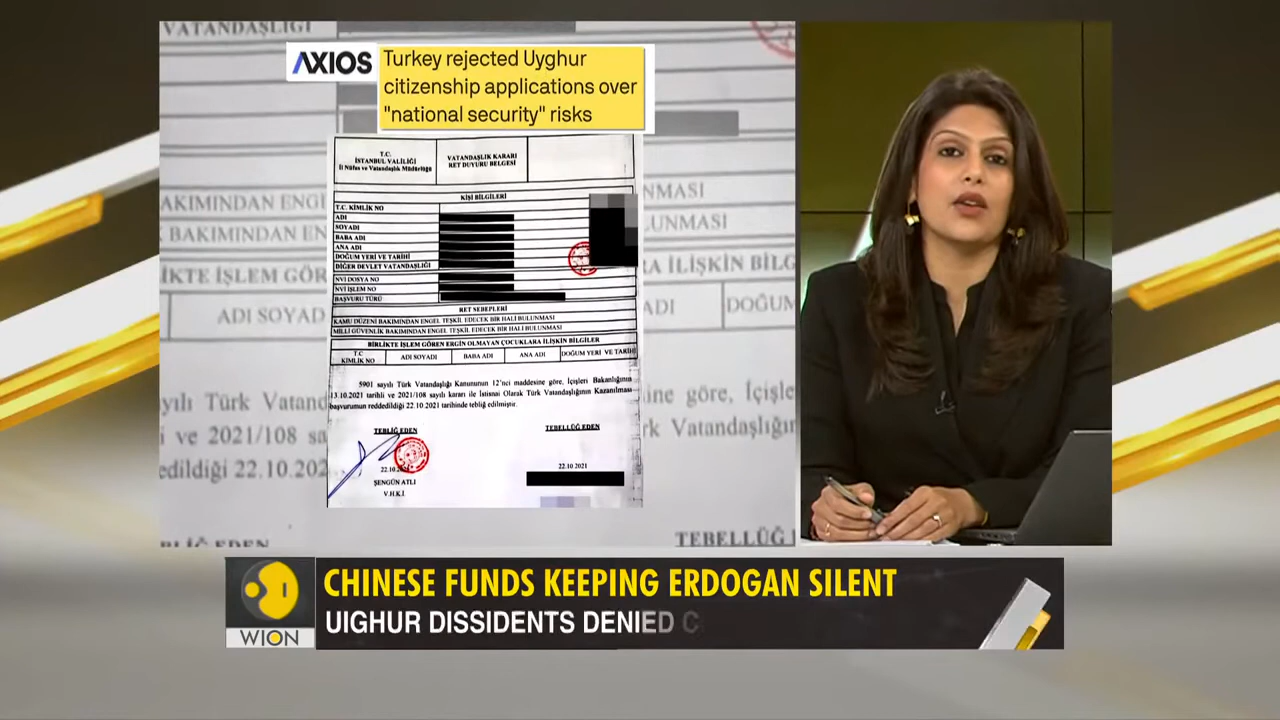 VATANDAŞLIĞI
AXIOS
Turkey rejected Uyghur
citizenship applications over
"national security" risks
T.C.
İSTANBUL VALİLİĞİ
İl Nüfus ve Vatandaşlık Müdürlüğü
VATANDAŞLIK KARARI
RET DUYURU BELGESİ
KİŞİ BİLGİLERİ
T.C. KİMLİK NO
ADI
SOYADI
BABA ADI
ANA ADI
DOĞUM YERİ VE TARİHİ
DİĞER DEVLET VATANDAŞLIĞI
NVİ DOSYA NO
NVİ İŞLEM NO
BAŞVURU TÜRÜ
RET SEBEPLERİ
KAMU DÜZENİ BAKIMINDAN ENGEL TEŞKİL EDECEK BİR HALİ BULUNMASI
MİLLİ GÜVENLİK BAKIMINDAN ENGEL TEŞKİL EDECEK BİR HALİ BULUNMASI
BİRLİKTE İŞLEM GÖREN ERGİN OLMAYAN ÇOCUKLARA İLİŞKİN BİLGİLER
T.C
KİMLİK NO
ADI SOYADI
BABA ADI
ANA ADI
DOĞUM YERİ VE TARİHİ
5901 sayılı Türk Vatandaşlığı Kanununun 12'nci maddesine göre, İçişleri Bakanlığının
13.10.2021 tarihli ve 2021/108 sayılı kararı ile İstisnai Olarak Türk Vatandaşlığının Kazanılması
başvurumun reddedildiği 22.10.2021 tarihinde tebliğ edilmiştir.
TEBLİĞ EDEN
22.10.2021
ŞENGÜN ATLI
V.H.K.İ.
TEBELLÜĞ EDEN
22.10.2021
AKIMINDAN ENGE
NMASI
BAKIMINDAN EN
LUNMASI
İKTE İŞLEM GÖR
A İLİŞKİN BİLG
ADI SOYAD
ADI
DOĞUM
yılı Türk Vatand
ine göre, İçişle
i ve 2021/108 sa
rk Vatandaşlığın
edildiği 22.10.202
BLİĞ EDEN
TEBELLÜĞ
WION
CHINESE FUNDS KEEPING ERDOGAN SILENT
UIGHUR DISSIDENTS DENIED C